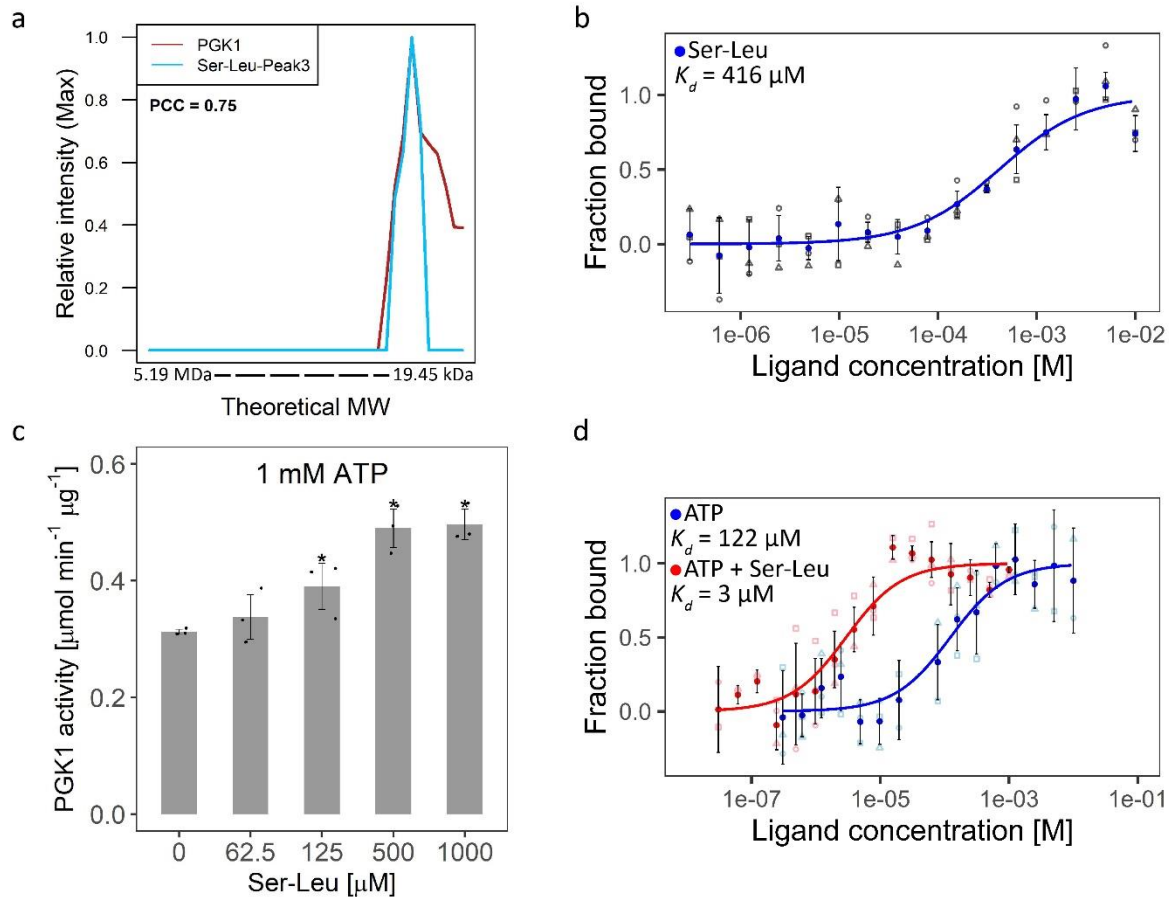 a
PGK1
Ser-Leu-Peak3
PCC = 0.75
Relative intensity (Max)
1.0
0.8
0.6
0.4
0.2
0.0
5.19 MDa
19.45 kDa
Theoretical MW
b
Ser-Leu
Kd = 416 µM
Fraction bound
1.0
0.5
0.0
1e-06 1e-05 1e-04 1e-03 1e-02
Ligand concentration [M]
c
1 mM ATP
PGK1 activity [µmol min⁻¹ µg⁻¹]
0.6
0.4
0.2
0.0
* * *
0 62.5 125 500 1000
Ser-Leu [µM]
d
ATP
Kd = 122 µM
ATP + Ser-Leu
Kd = 3 µM
Fraction bound
1.0
0.5
0.0
1e-07 1e-05 1e-03 1e-01
Ligand concentration [M]